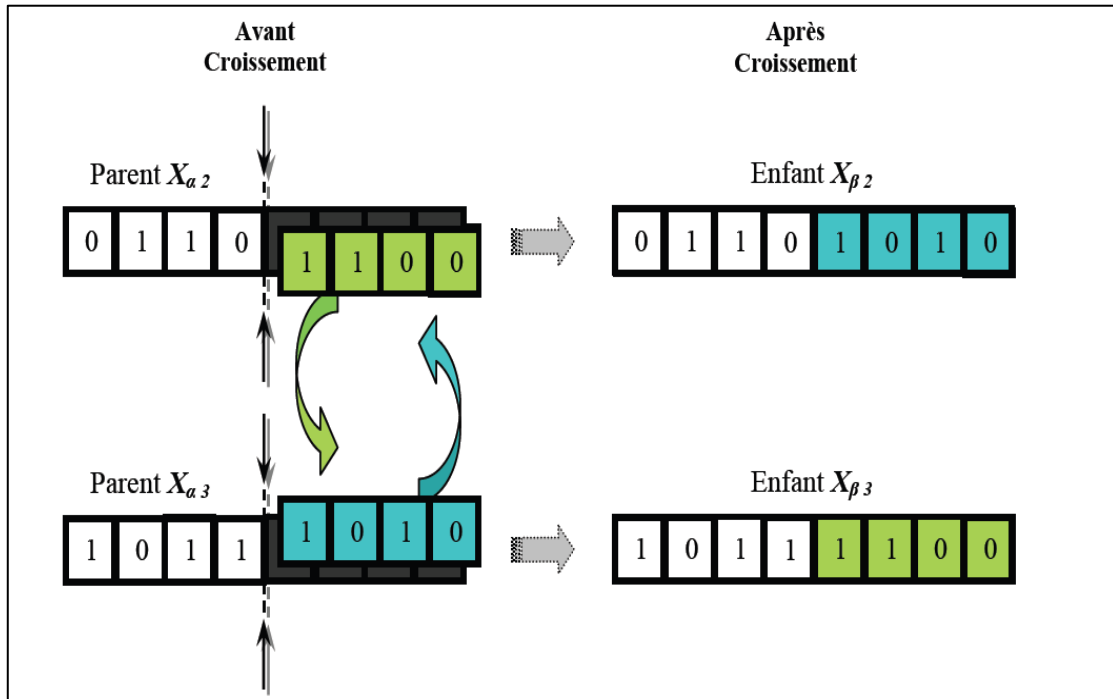 Avant
Croissement
Après
Croissement
Parent Xα 2
Enfant Xβ 2
0 1 1 0 1 1 0 0
0 1 1 0 1 0 1 0
Parent Xα 3
Enfant Xβ 3
1 0 1 1 1 0 1 0
1 0 1 1 1 1 0 0